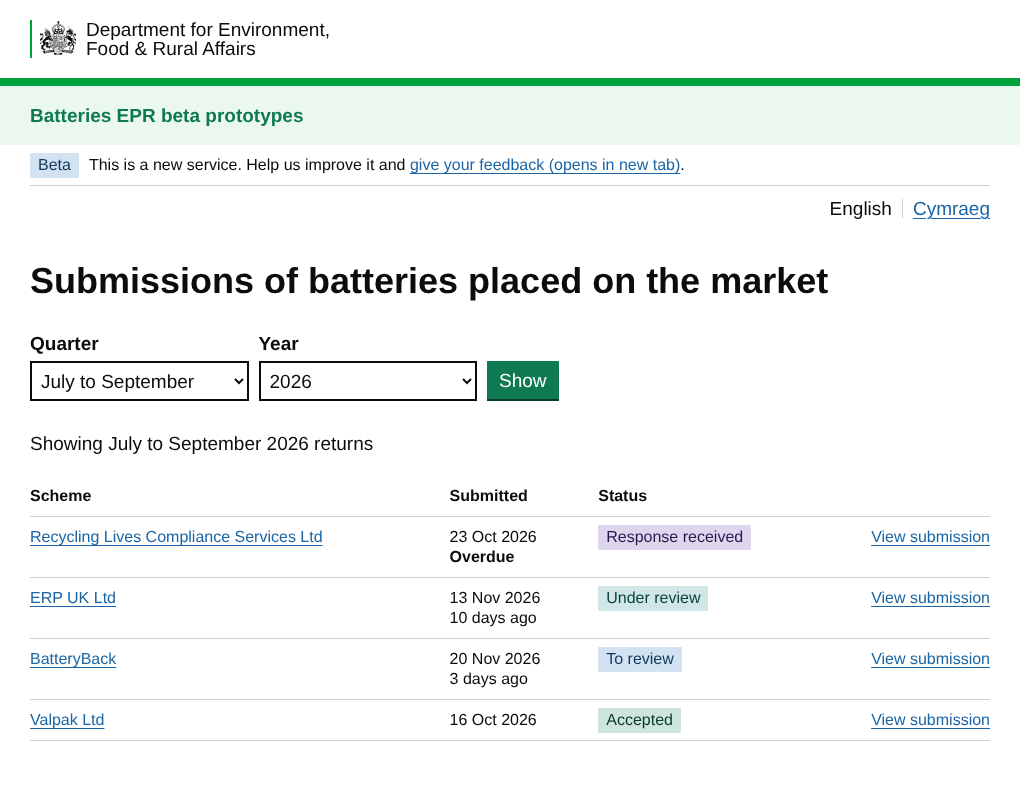 Department for Environment,
Food & Rural Affairs
Batteries EPR beta prototypes
Beta This is a new service. Help us improve it and give your feedback (opens in new tab).
English Cymraeg
Submissions of batteries placed on the market
Quarter Year
July to September 2026 Show
Showing July to September 2026 returns
Scheme Submitted Status
Recycling Lives Compliance Services Ltd 23 Oct 2026 Response received View submission
Overdue
ERP UK Ltd 13 Nov 2026 Under review View submission
10 days ago
BatteryBack 20 Nov 2026 To review View submission
3 days ago
Valpak Ltd 16 Oct 2026 Accepted View submission